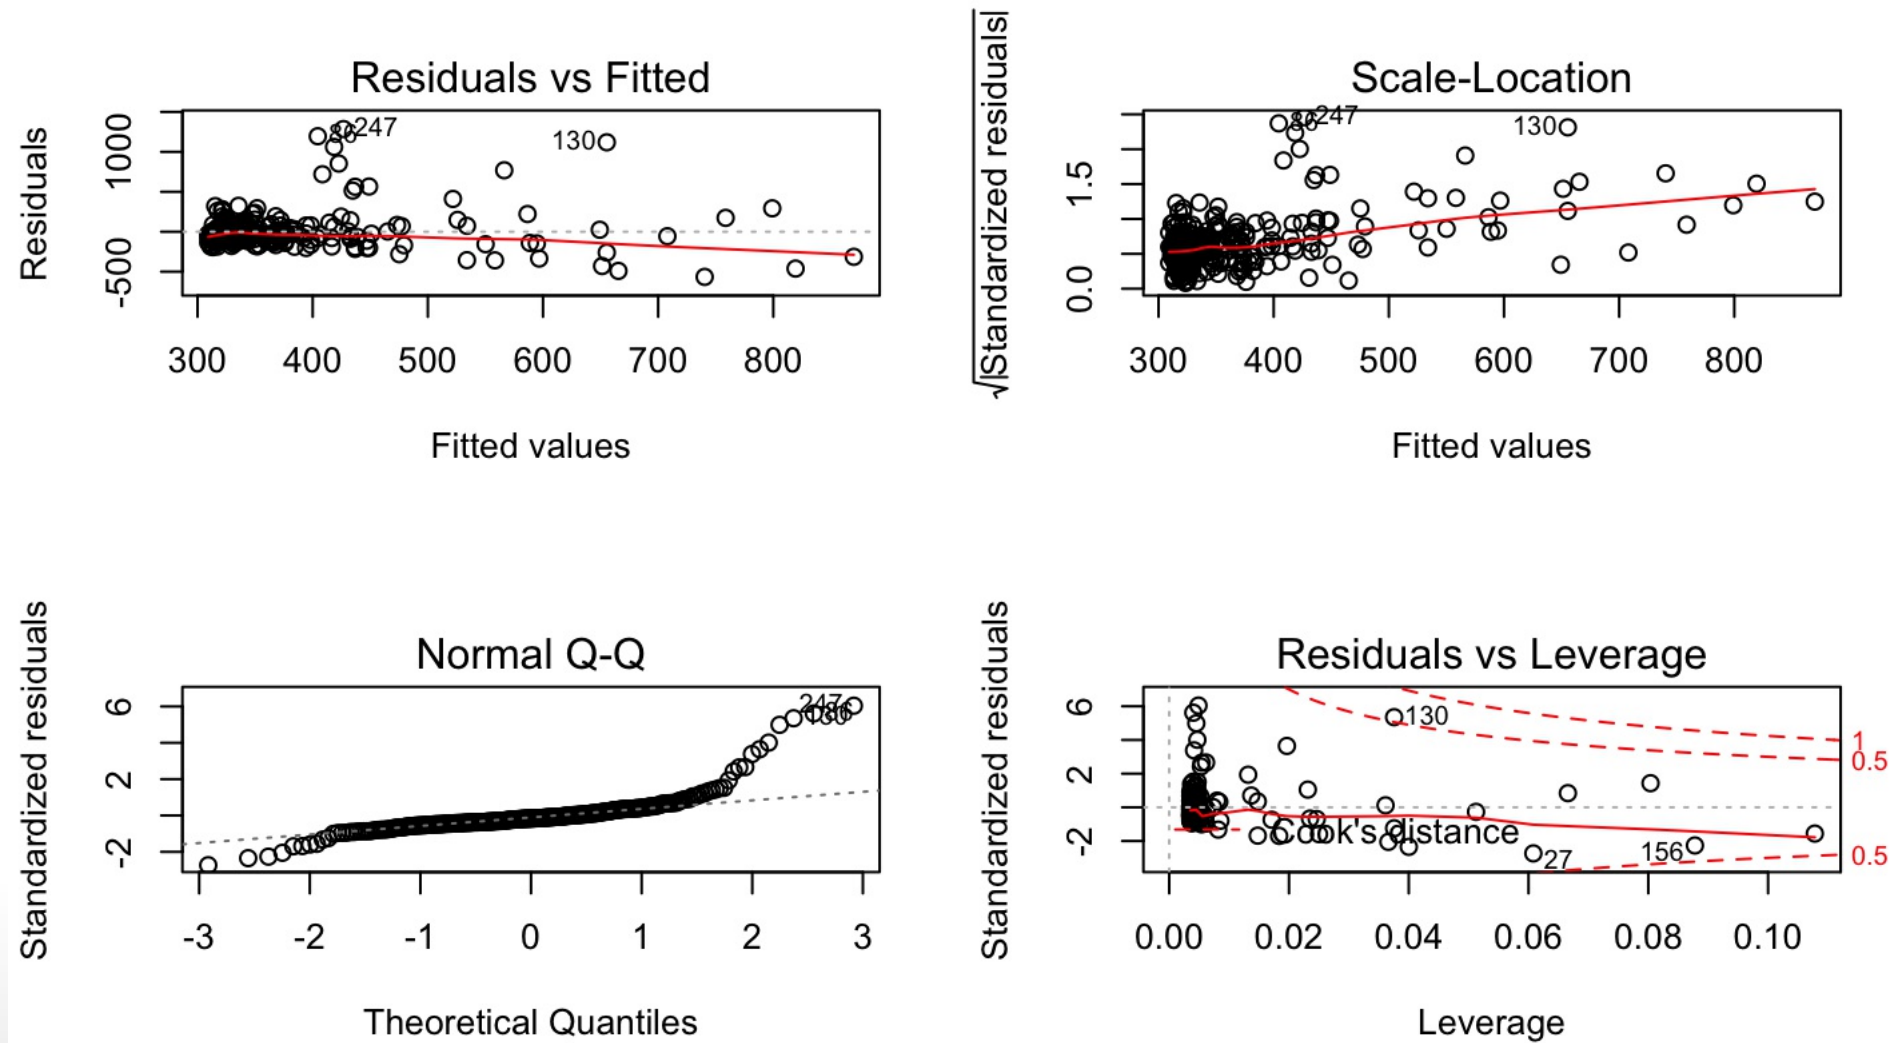 Residuals vs Fitted
Residuals
1000
-500
86
247
130
300 400 500 600 700 800
Fitted values
Scale-Location
√|Standardized residuals|
1.5
0.0
86
247
130
300 400 500 600 700 800
Fitted values
Normal Q-Q
Standardized residuals
6
2
-2
247
-3 -2 -1 0 1 2 3
Theoretical Quantiles
Residuals vs Leverage
Standardized residuals
6
2
-2
130
1
0.5
Cook's distance
27
156
0.5
0.00 0.02 0.04 0.06 0.08 0.10
Leverage